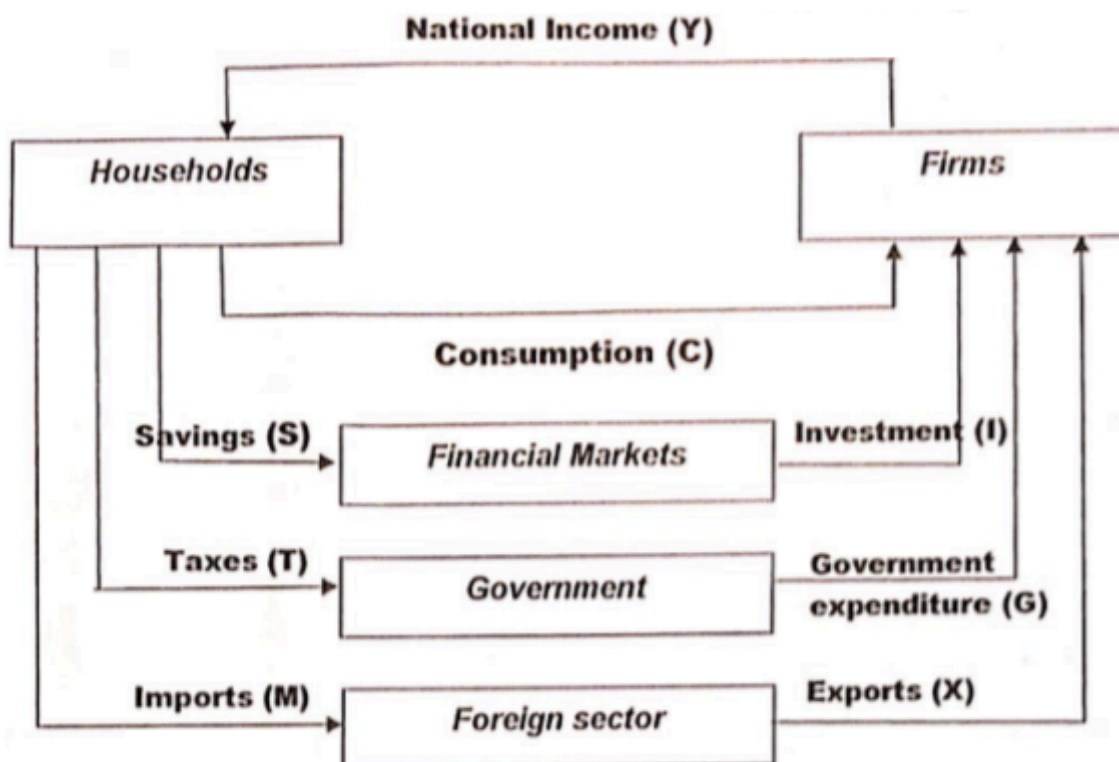 National Income (Y)
Households
Firms
Consumption (C)
Savings (S)
Financial Markets
Investment (I)
Taxes (T)
Government
Government
expenditure (G)
Imports (M)
Foreign sector
Exports (X)